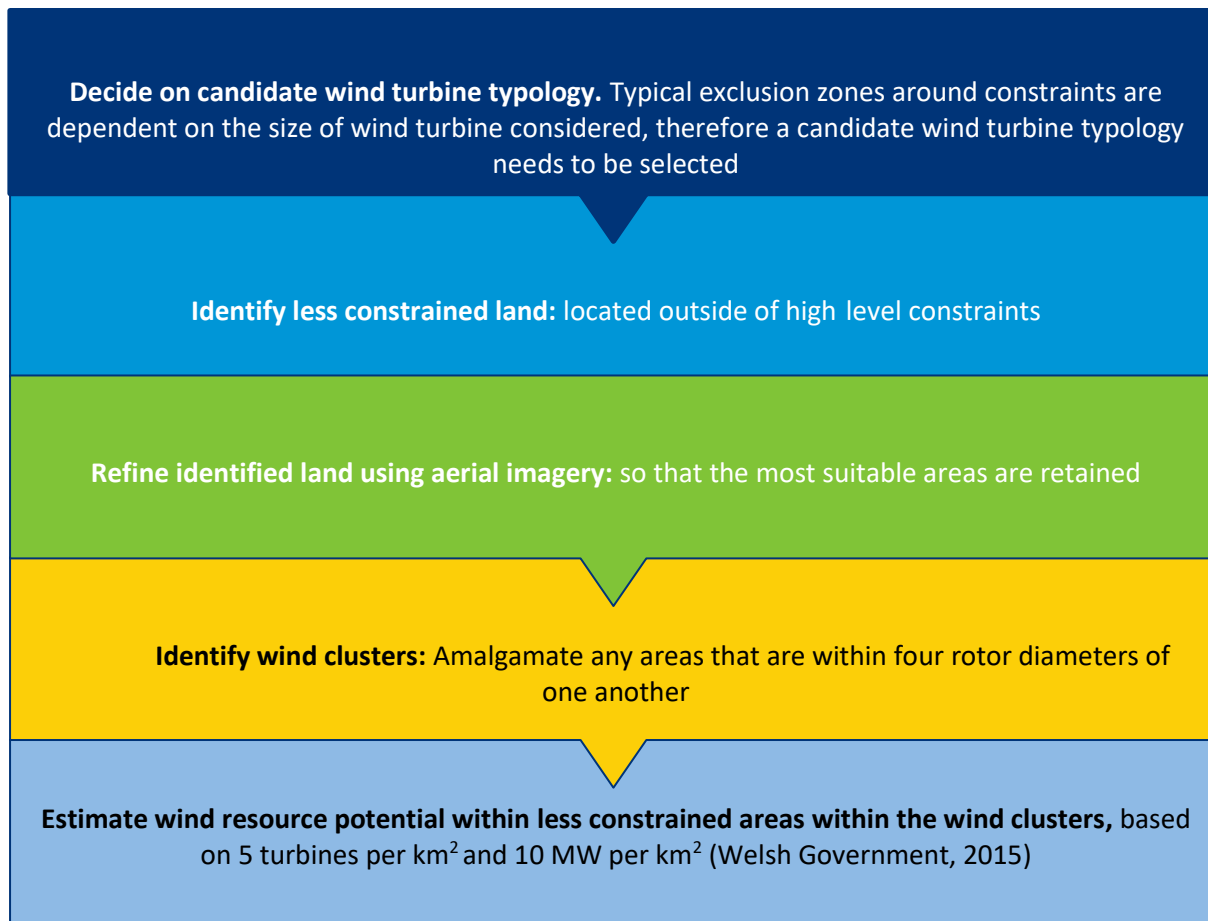 Decide on candidate wind turbine typology. Typical exclusion zones around constraints are
dependent on the size of wind turbine considered, therefore a candidate wind turbine typology
needs to be selected
Identify less constrained land: located outside of high level constraints
Refine identified land using aerial imagery: so that the most suitable areas are retained
Identify wind clusters: Amalgamate any areas that are within four rotor diameters of
one another
Estimate wind resource potential within less constrained areas within the wind clusters, based
on 5 turbines per km² and 10 MW per km² (Welsh Government, 2015)